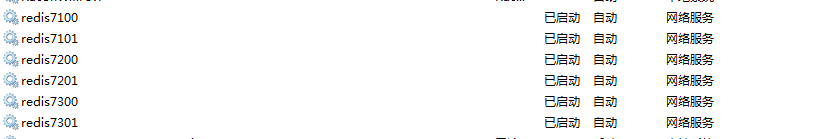 redis7100 已启动 自动 网络服务
redis7101 已启动 自动 网络服务
redis7200 已启动 自动 网络服务
redis7201 已启动 自动 网络服务
redis7300 已启动 自动 网络服务
redis7301 已启动 自动 网络服务